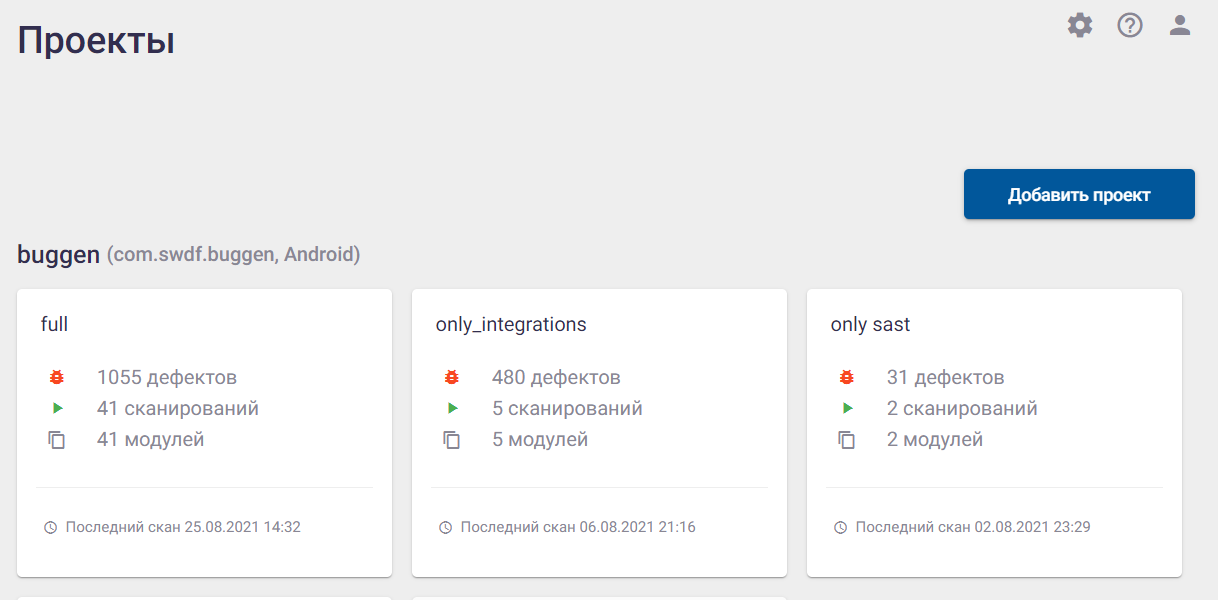 Проекты
Добавить проект
buggen (com.swdf.buggen, Android)
full
1055 дефектов
41 сканирований
41 модулей
Последний скан 25.08.2021 14:32
only_integrations
480 дефектов
5 сканирований
5 модулей
Последний скан 06.08.2021 21:16
only sast
31 дефектов
2 сканирований
2 модулей
Последний скан 02.08.2021 23:29